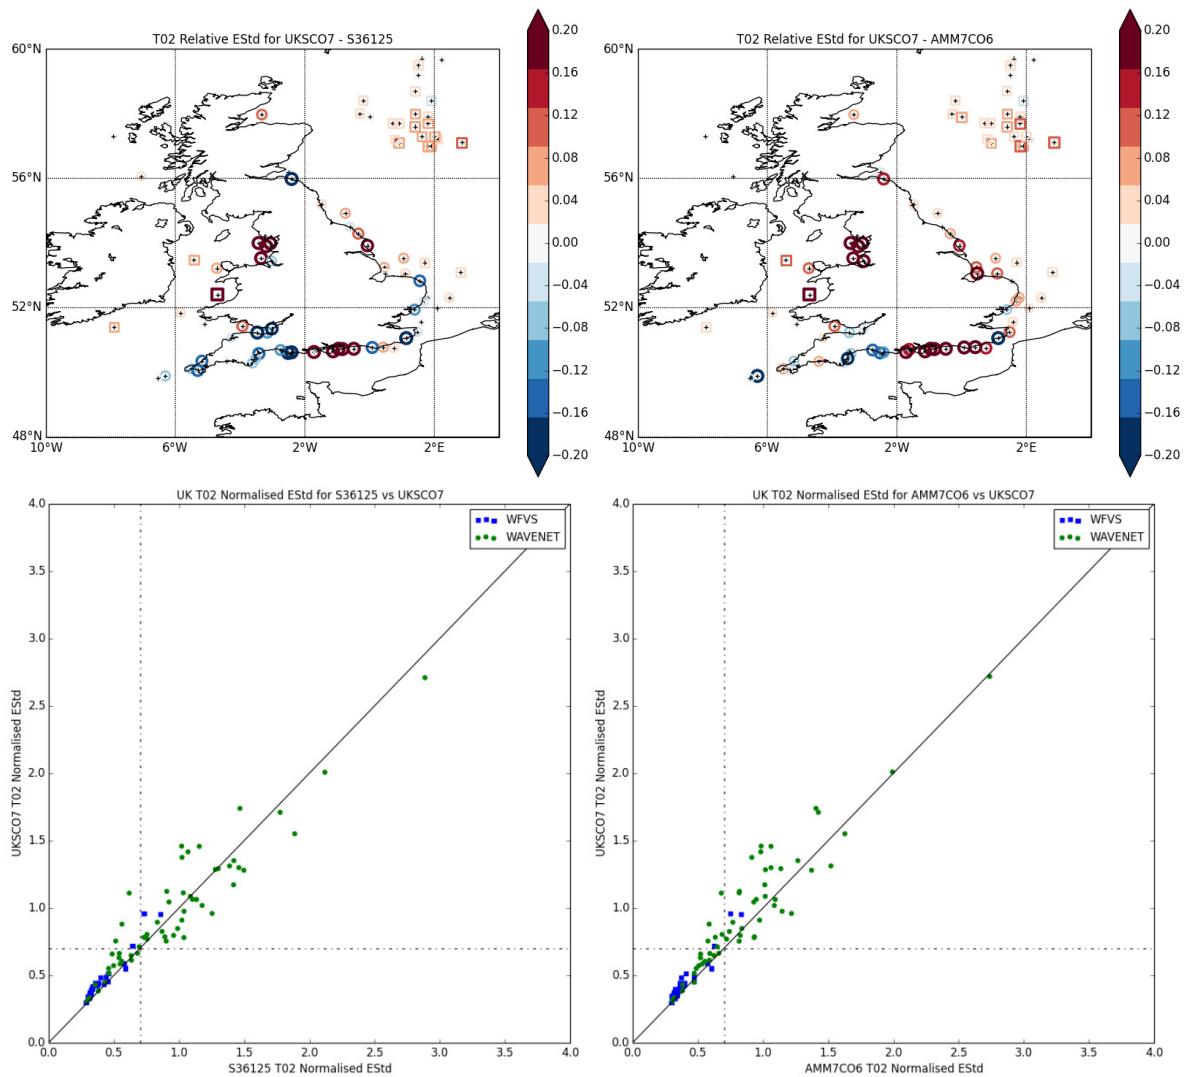 T02 Relative EStd for UKSCO7 - S36125
60°N
56°N
52°N
48°N
10°W
6°W
2°W
2°E
0.20
0.16
0.12
0.08
0.04
0.00
−0.04
−0.08
−0.12
−0.16
−0.20
T02 Relative EStd for UKSCO7 - AMM7CO6
60°N
56°N
52°N
48°N
10°W
6°W
2°W
2°E
0.20
0.16
0.12
0.08
0.04
0.00
−0.04
−0.08
−0.12
−0.16
−0.20
UK T02 Normalised EStd for S36125 vs UKSCO7
WFVS
WAVENET
UKSCO7 T02 Normalised EStd
4.0
3.5
3.0
2.5
2.0
1.5
1.0
0.5
0.0
0.0
0.5
1.0
1.5
2.0
2.5
3.0
3.5
4.0
S36125 T02 Normalised EStd
UK T02 Normalised EStd for AMM7CO6 vs UKSCO7
WFVS
WAVENET
UKSCO7 T02 Normalised EStd
4.0
3.5
3.0
2.5
2.0
1.5
1.0
0.5
0.0
0.0
0.5
1.0
1.5
2.0
2.5
3.0
3.5
4.0
AMM7CO6 T02 Normalised EStd